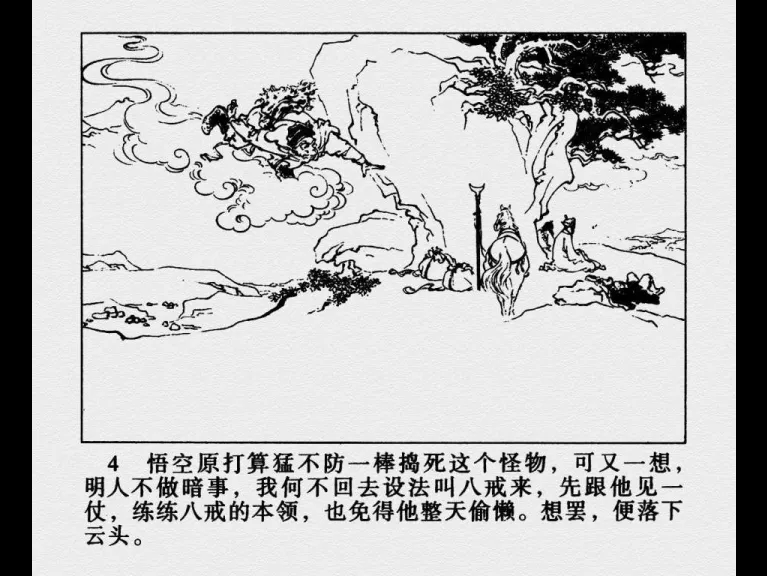 4 悟空原打算猛不防一棒捣死这个怪物，可又一想，
明人不做暗事，我何不回去设法叫八戒来，先跟他见一
仗，练练八戒的本领，也免得他整天偷懒。想罢，便落下
云头。